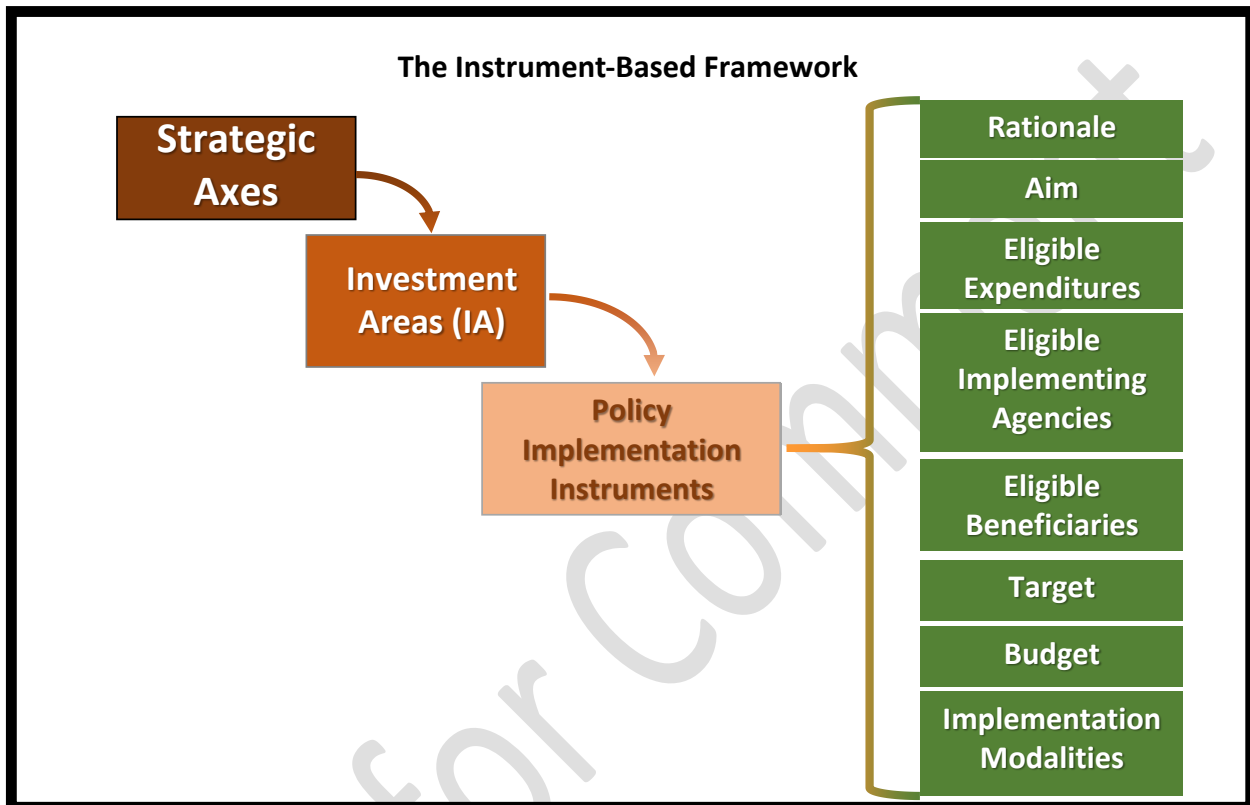 The Instrument-Based Framework
Strategic
Axes
Investment
Areas (IA)
Policy
Implementation
Instruments
Rationale
Aim
Eligible
Expenditures
Eligible
Implementing
Agencies
Eligible
Beneficiaries
Target
Budget
Implementation
Modalities
for Comment